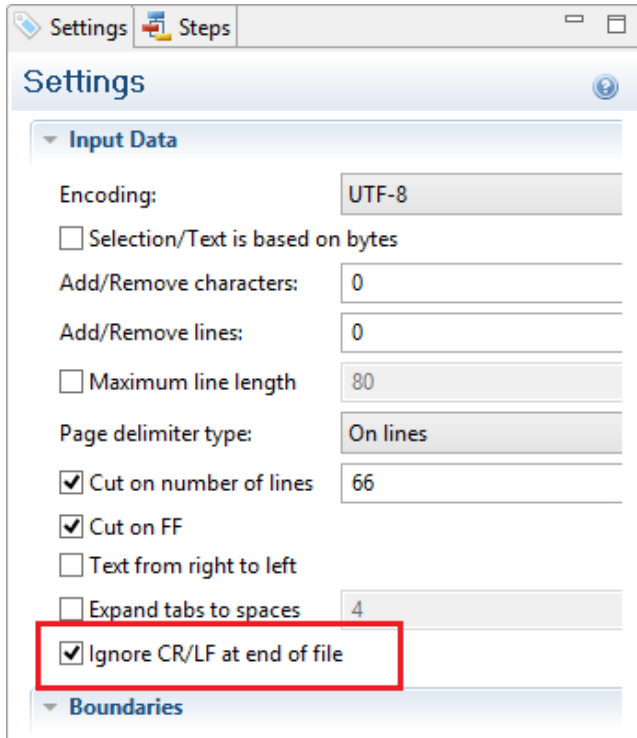 Settings Steps
Settings
Input Data
Encoding: UTF-8
Selection/Text is based on bytes
Add/Remove characters: 0
Add/Remove lines: 0
Maximum line length 80
Page delimiter type: On lines
Cut on number of lines 66
Cut on FF
Text from right to left
Expand tabs to spaces 4
Ignore CR/LF at end of file
Boundaries